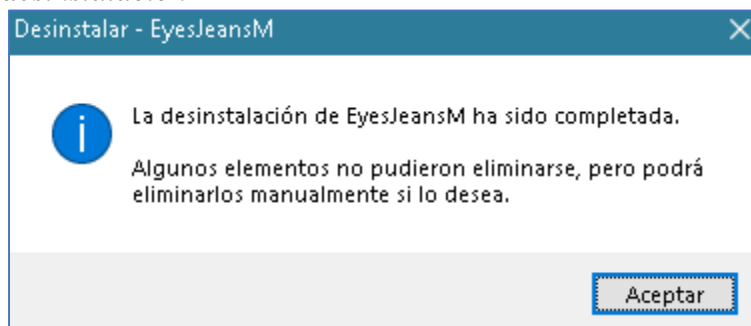 Desinstalar - EyesJeansM
La desinstalación de EyesJeansM ha sido completada.
Algunos elementos no pudieron eliminarse, pero podrá
eliminarlos manualmente si lo desea.
Aceptar